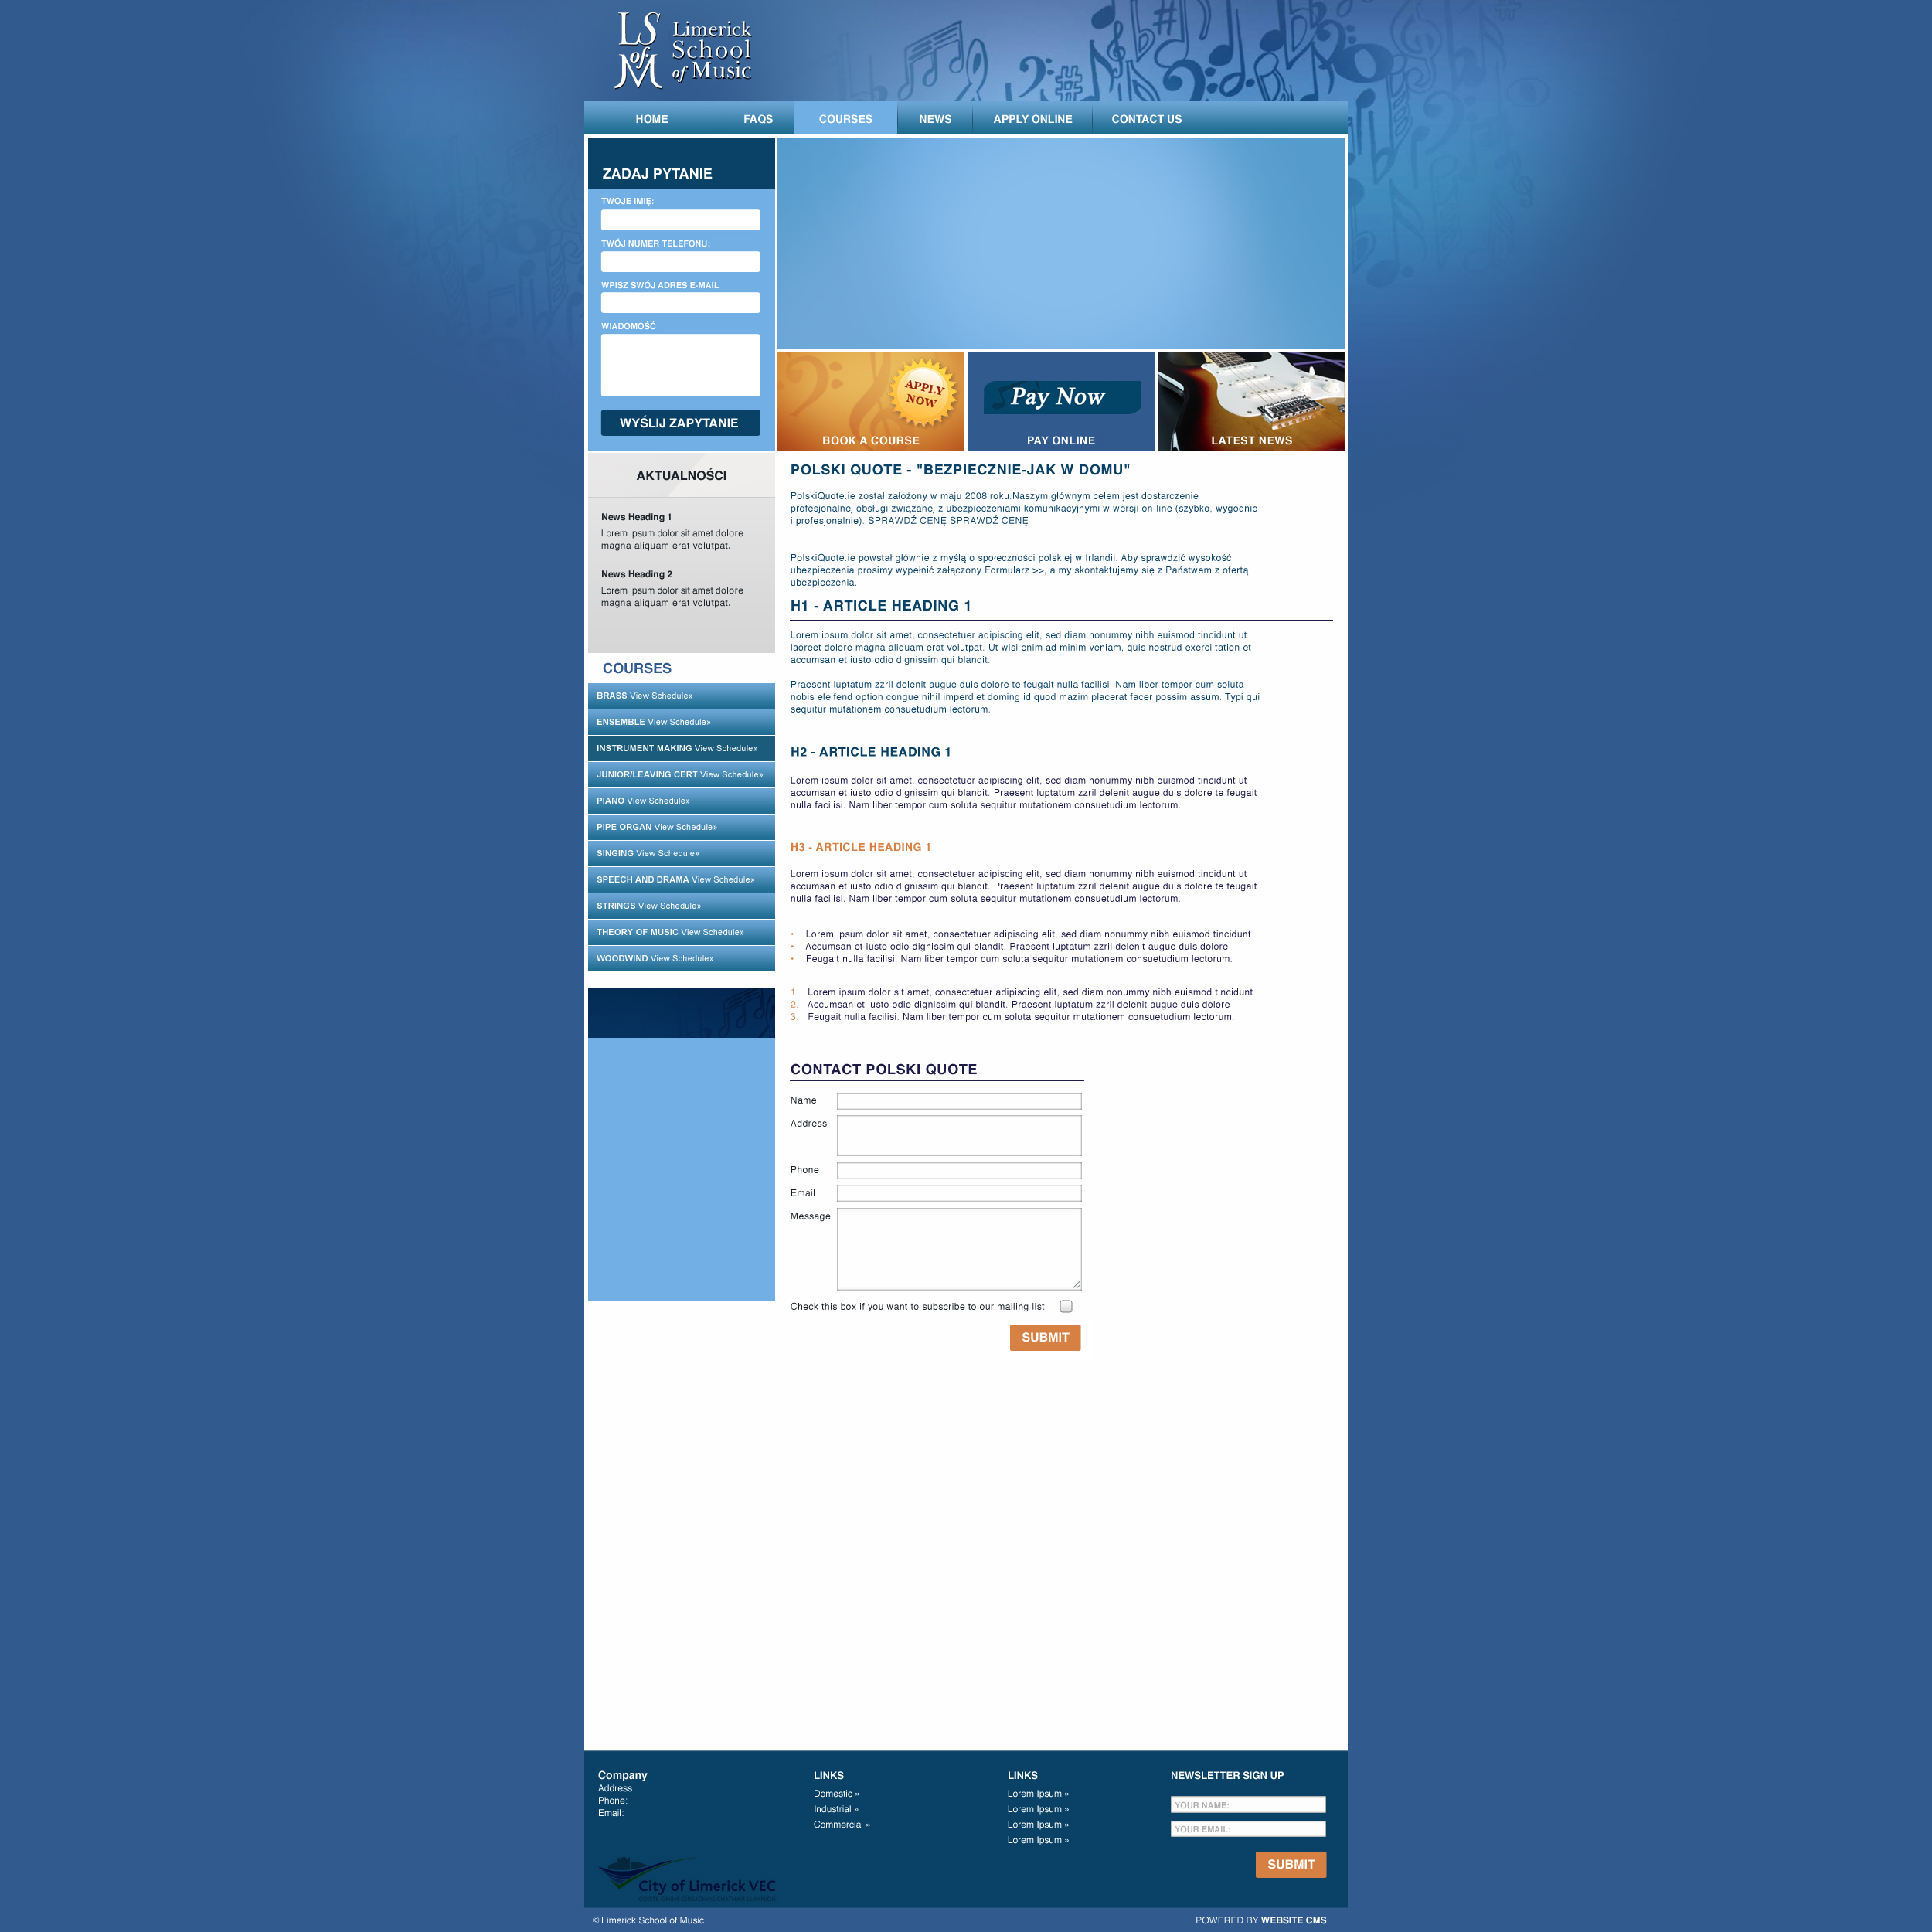 LS of M
Limerick
School
of Music
HOME FAQS COURSES NEWS APPLY ONLINE CONTACT US
ZADAJ PYTANIE
TWOJE IMIĘ:
TWÓJ NUMER TELEFONU:
WPISZ SWÓJ ADRES E-MAIL
WIADOMOŚĆ
WYŚLIJ ZAPYTANIE
APPLY
NOW
BOOK A COURSE
Pay Now
PAY ONLINE
LATEST NEWS
AKTUALNOŚCI
News Heading 1
Lorem ipsum dolor sit amet dolore
magna aliquam erat volutpat.
News Heading 2
Lorem ipsum dolor sit amet dolore
magna aliquam erat volutpat.
COURSES
BRASS View Schedule»
ENSEMBLE View Schedule»
INSTRUMENT MAKING View Schedule»
JUNIOR/LEAVING CERT View Schedule»
PIANO View Schedule»
PIPE ORGAN View Schedule»
SINGING View Schedule»
SPEECH AND DRAMA View Schedule»
STRINGS View Schedule»
THEORY OF MUSIC View Schedule»
WOODWIND View Schedule»
POLSKI QUOTE - "BEZPIECZNIE-JAK W DOMU"
PolskiQuote.ie został założony w maju 2008 roku.Naszym głównym celem jest dostarczenie
profesjonalnej obsługi związanej z ubezpieczeniami komunikacyjnymi w wersji on-line (szybko, wygodnie
i profesjonalnie). SPRAWDŹ CENĘ SPRAWDŹ CENĘ
PolskiQuote.ie powstał głównie z myślą o społeczności polskiej w Irlandii. Aby sprawdzić wysokość
ubezpieczenia prosimy wypełnić załączony Formularz >>, a my skontaktujemy się z Państwem z ofertą
ubezpieczenia.
H1 - ARTICLE HEADING 1
Lorem ipsum dolor sit amet, consectetuer adipiscing elit, sed diam nonummy nibh euismod tincidunt ut
laoreet dolore magna aliquam erat volutpat. Ut wisi enim ad minim veniam, quis nostrud exerci tation et
accumsan et iusto odio dignissim qui blandit.
Praesent luptatum zzril delenit augue duis dolore te feugait nulla facilisi. Nam liber tempor cum soluta
nobis eleifend option congue nihil imperdiet doming id quod mazim placerat facer possim assum. Typi qui
sequitur mutationem consuetudium lectorum.
H2 - ARTICLE HEADING 1
Lorem ipsum dolor sit amet, consectetuer adipiscing elit, sed diam nonummy nibh euismod tincidunt ut
accumsan et iusto odio dignissim qui blandit. Praesent luptatum zzril delenit augue duis dolore te feugait
nulla facilisi. Nam liber tempor cum soluta sequitur mutationem consuetudium lectorum.
H3 - ARTICLE HEADING 1
Lorem ipsum dolor sit amet, consectetuer adipiscing elit, sed diam nonummy nibh euismod tincidunt ut
accumsan et iusto odio dignissim qui blandit. Praesent luptatum zzril delenit augue duis dolore te feugait
nulla facilisi. Nam liber tempor cum soluta sequitur mutationem consuetudium lectorum.
• Lorem ipsum dolor sit amet, consectetuer adipiscing elit, sed diam nonummy nibh euismod tincidunt
• Accumsan et iusto odio dignissim qui blandit. Praesent luptatum zzril delenit augue duis dolore
• Feugait nulla facilisi. Nam liber tempor cum soluta sequitur mutationem consuetudium lectorum.
1. Lorem ipsum dolor sit amet, consectetuer adipiscing elit, sed diam nonummy nibh euismod tincidunt
2. Accumsan et iusto odio dignissim qui blandit. Praesent luptatum zzril delenit augue duis dolore
3. Feugait nulla facilisi. Nam liber tempor cum soluta sequitur mutationem consuetudium lectorum.
CONTACT POLSKI QUOTE
Name
Address
Phone
Email
Message
Check this box if you want to subscribe to our mailing list
SUBMIT
Company
Address
Phone:
Email:
City of Limerick VEC
LINKS
Domestic »
Industrial »
Commercial »
LINKS
Lorem Ipsum »
Lorem Ipsum »
Lorem Ipsum »
Lorem Ipsum »
NEWSLETTER SIGN UP
YOUR NAME:
YOUR EMAIL:
SUBMIT
© Limerick School of Music
POWERED BY WEBSITE CMS